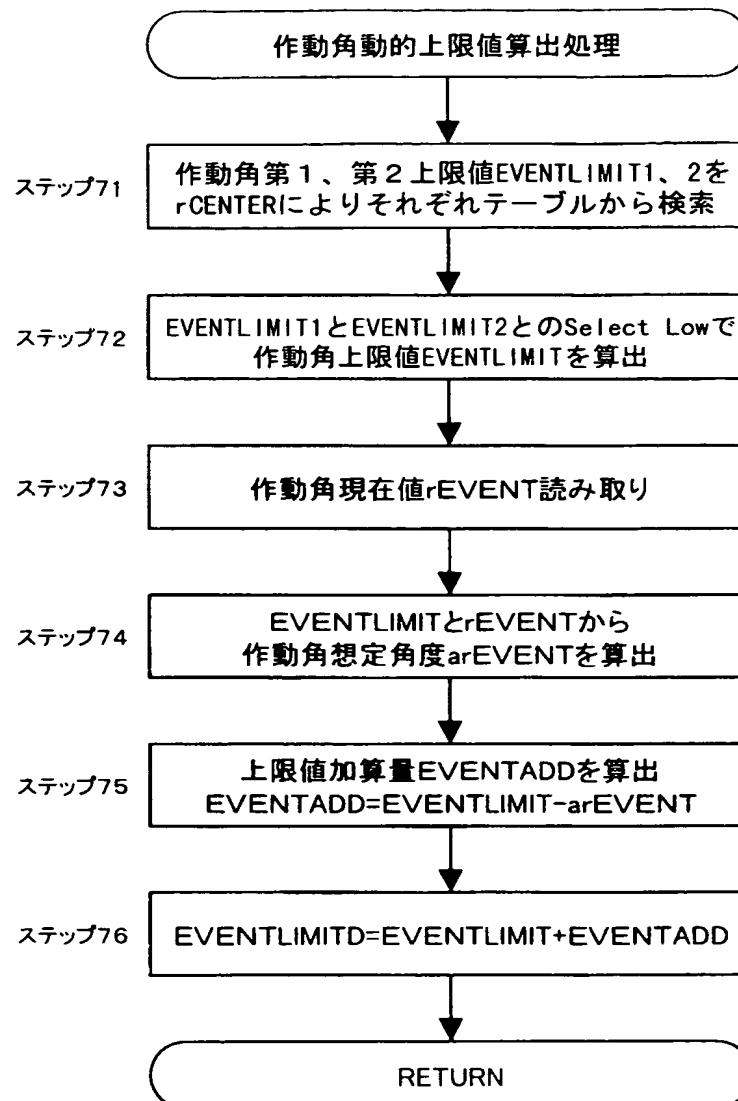 作動角動的上限値算出処理
ステップ71
作動角第1、第2上限値EVENTLIMIT1、2を
rCENTERによりそれぞれテーブルから検索
ステップ72
EVENTLIMIT1とEVENTLIMIT2とのSelect Lowで
作動角上限値EVENTLIMITを算出
ステップ73
作動角現在値rEVENT読み取り
ステップ74
EVENTLIMITとrEVENTから
作動角想定角度arEVENTを算出
ステップ75
上限値加算量EVENTADDを算出
EVENTADD=EVENTLIMIT-arEVENT
ステップ76
EVENTLIMITD=EVENTLIMIT+EVENTADD
RETURN